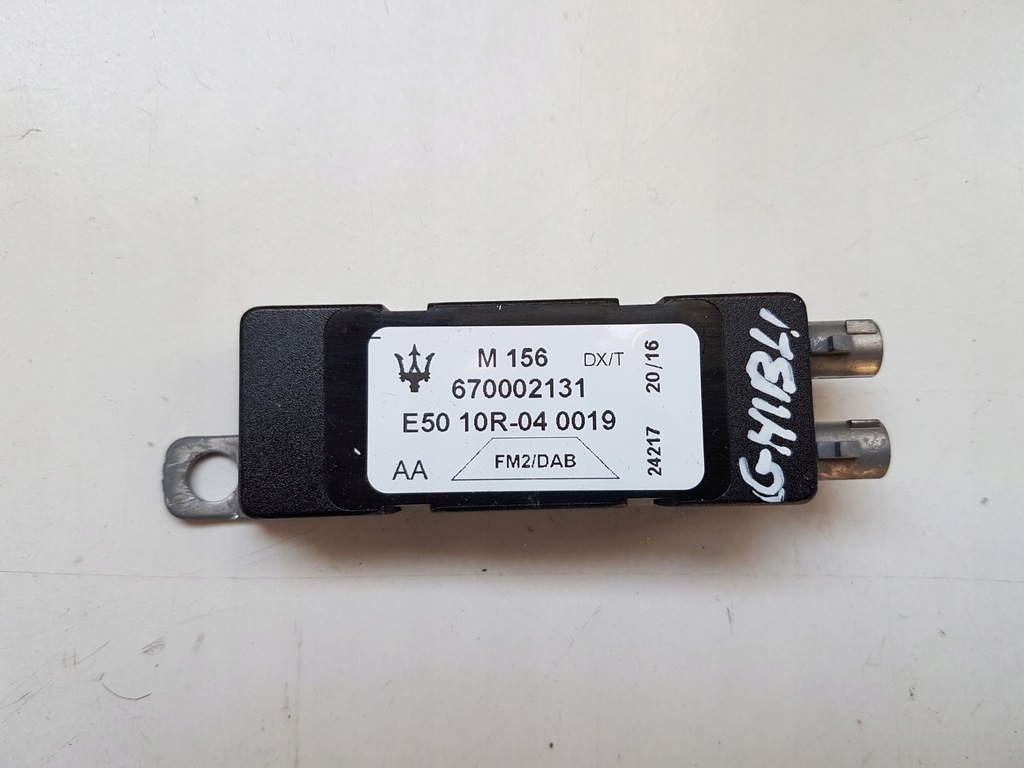 M 156 DX/T
670002131
E50 10R-04 0019
AA FM2/DAB
24217 20/16
GHIBLI